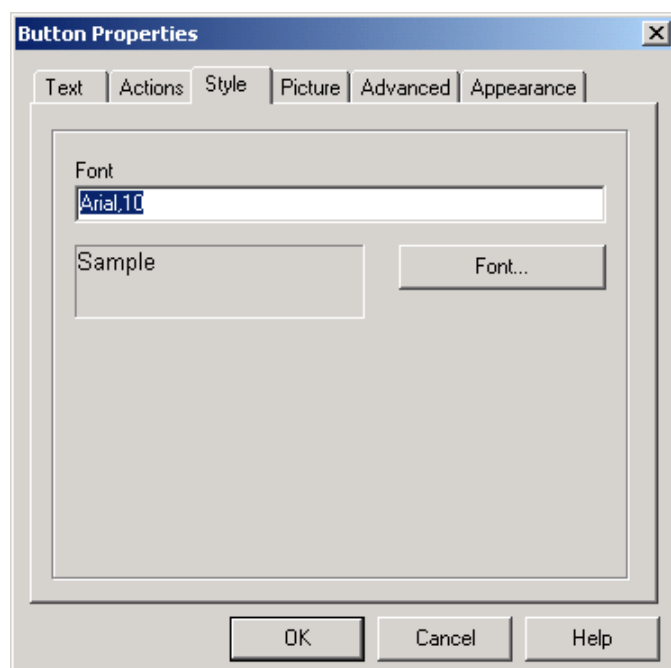 Button Properties
Text Actions Style Picture Advanced Appearance
Font
Arial,10
Sample
Font...
OK Cancel Help